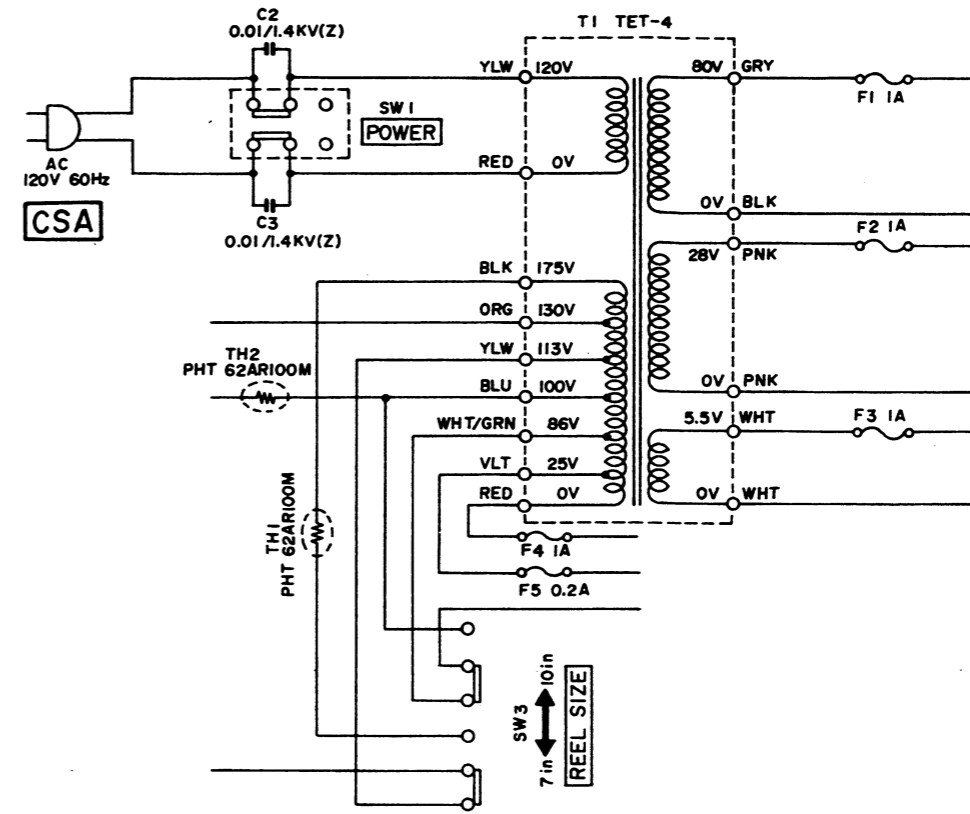 C2
0.01/1.4KV(Z)
T1 TET-4
YLW 120V
80V GRY
F1 1A
SW1
POWER
AC
120V 60Hz
CSA
RED 0V
C3
0.01/1.4KV(Z)
0V BLK
F2 1A
28V PNK
BLK 175V
ORG 130V
YLW 113V
TH2
PHT 62AR100M
BLU 100V
0V PNK
WHT/GRN 86V
5.5V WHT
F3 1A
VLT 25V
RED 0V
0V WHT
TH1
PHT 62AR100M
F4 1A
F5 0.2A
SW3
7in 10in
REEL SIZE